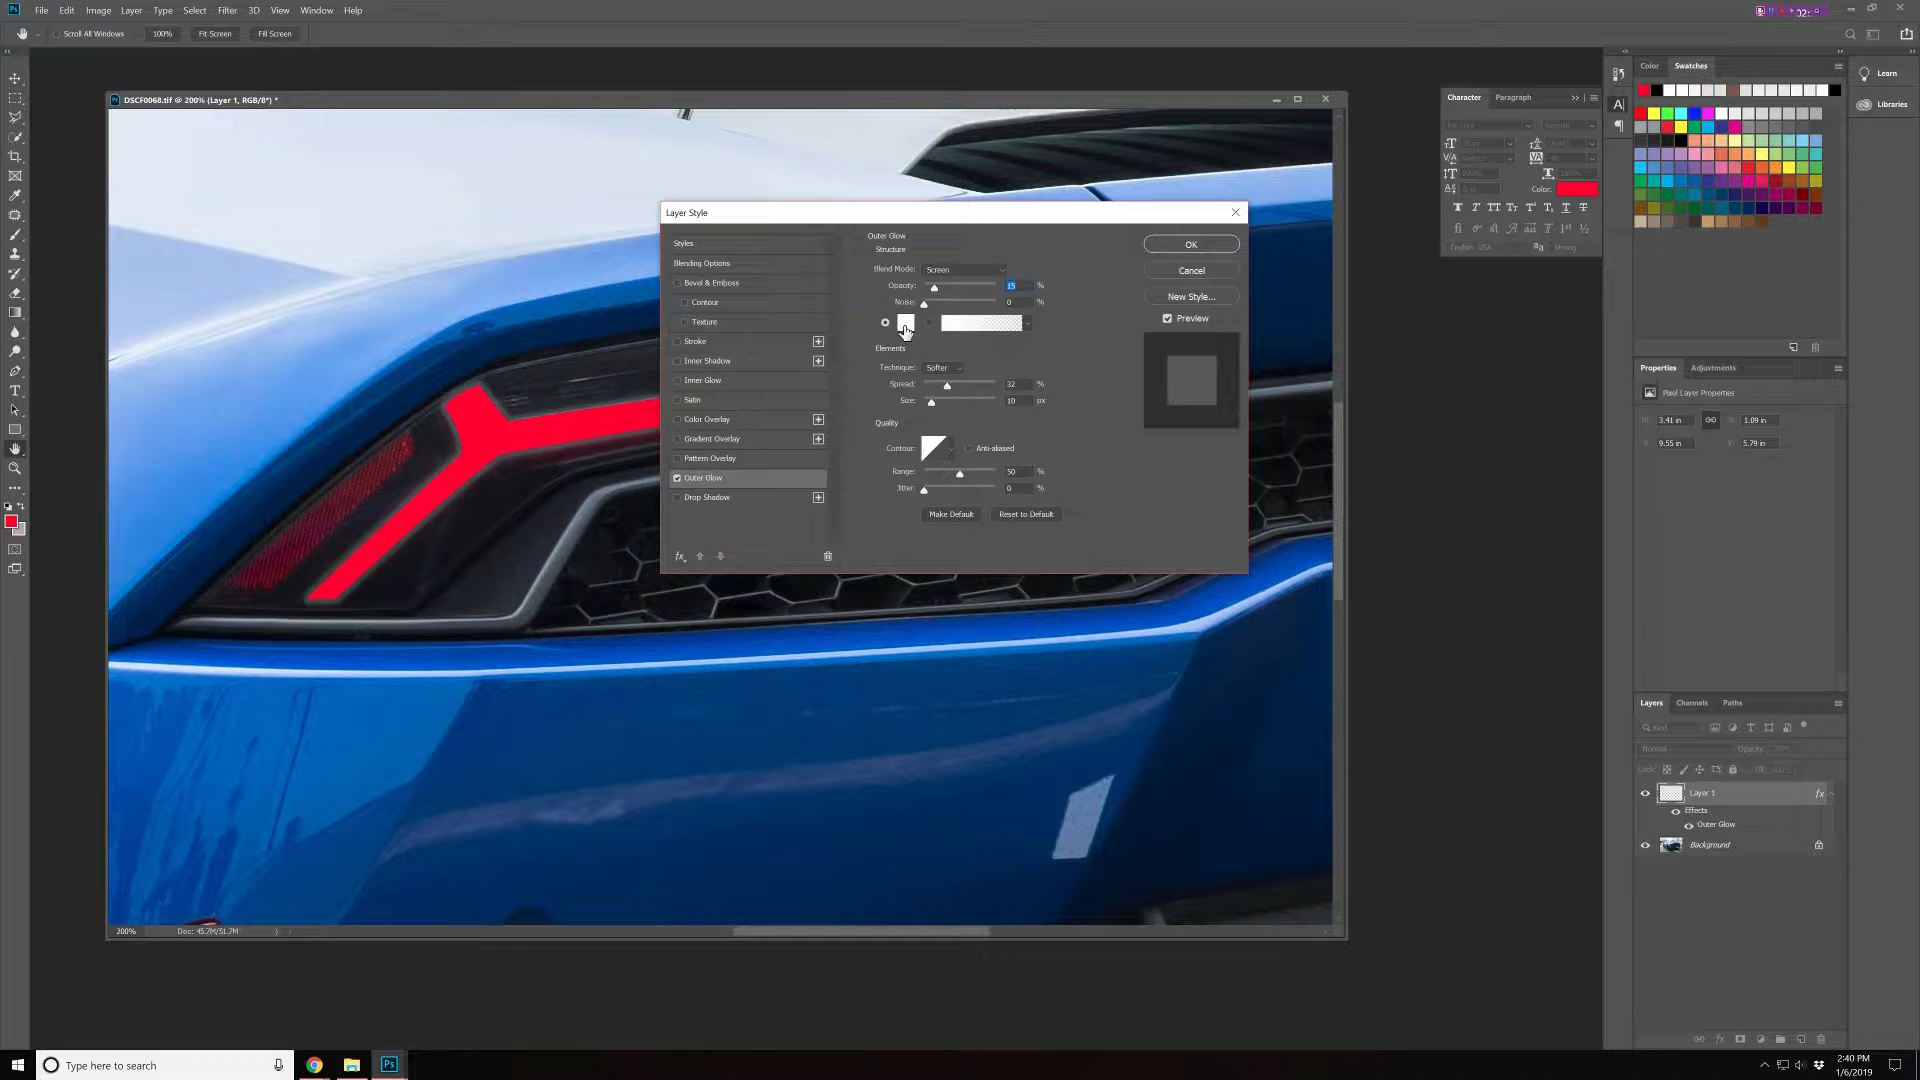 File Edit Image Layer Type Select Filter 3D View Window Help
Scroll All Windows 100% Fit Screen Fill Screen
DSCF0068.tif @ 200% (Layer 1, RGB/8*) *
Layer Style
Styles
Blending Options
Bevel & Emboss
Contour
Texture
Stroke
Inner Shadow
Inner Glow
Satin
Color Overlay
Gradient Overlay
Pattern Overlay
Outer Glow
Drop Shadow
fx
Outer Glow
Structure
Blend Mode: Screen
Opacity: 15 %
Noise: 0 %
Elements
Technique: Softer
Spread: 32 %
Size: 10 px
Quality
Contour: Anti-aliased
Range: 50 %
Jitter: 0 %
Make Default Reset to Default
OK
Cancel
New Style...
Preview
Character Paragraph
Color:
English: USA
Strong
Color Swatches
Learn
Libraries
Properties Adjustments
Pixel Layer Properties
W: 3.41 in H: 1.09 in
X: 9.55 in Y: 5.79 in
Layers Channels Paths
Kind
Normal Opacity:
Lock: Fill:
Layer 1 fx
Effects
Outer Glow
Background
200% Doc: 45.7M/51.7M
Type here to search
2:40 PM
1/6/2019